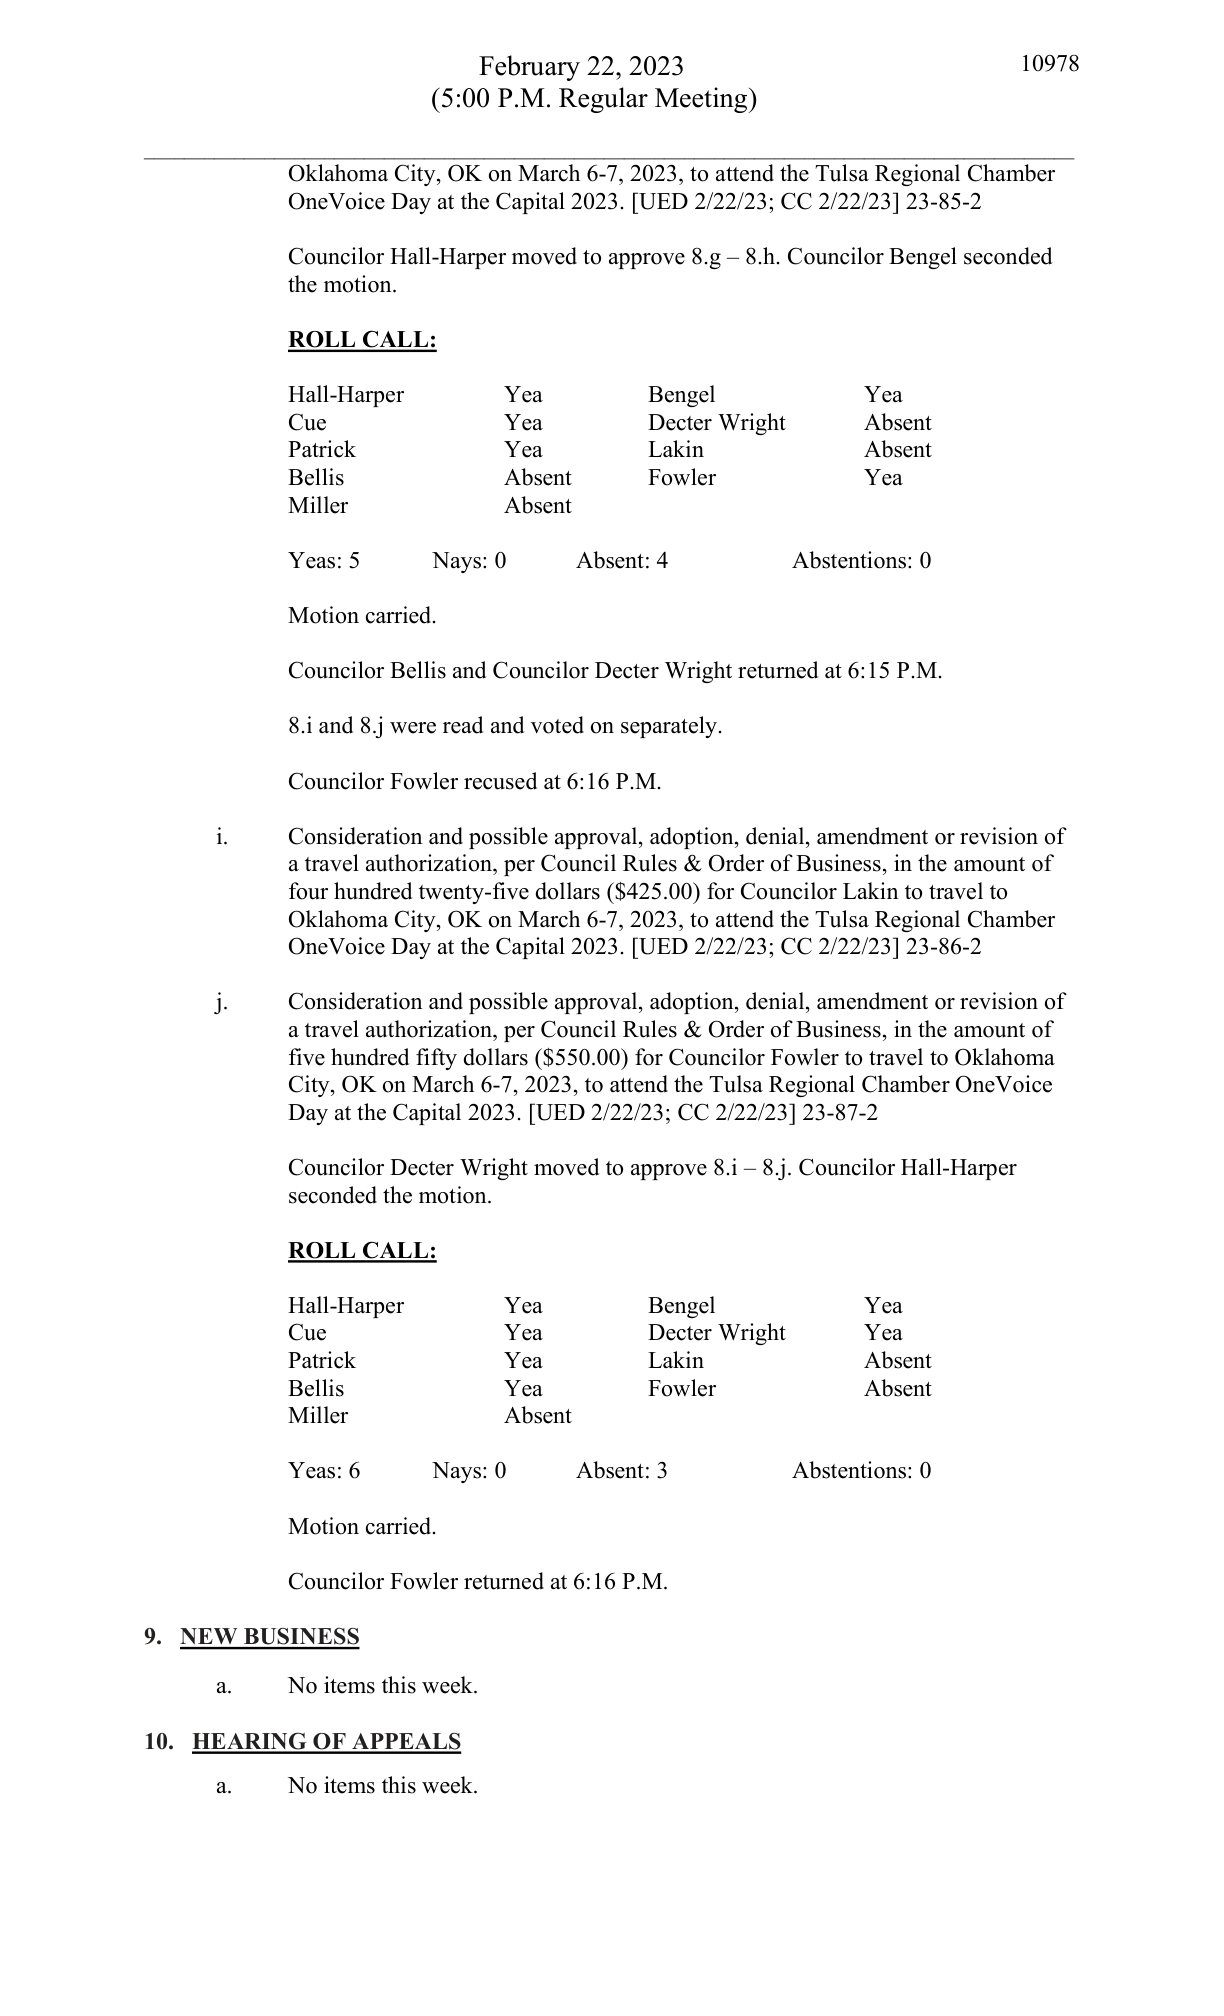 February 22, 2023
10978
(5:00 P.M. Regular Meeting)
Oklahoma City, OK on March 6-7, 2023, to attend the Tulsa Regional Chamber
OneVoice Day at the Capital 2023. [UED 2/22/23; CC 2/22/23] 23-85-2
Councilor Hall-Harper moved to approve 8.g – 8.h. Councilor Bengel seconded
the motion.
ROLL CALL:
Hall-Harper Yea Bengel Yea
Cue Yea Decter Wright Absent
Patrick Yea Lakin Absent
Bellis Absent Fowler Yea
Miller Absent
Yeas: 5 Nays: 0 Absent: 4 Abstentions: 0
Motion carried.
Councilor Bellis and Councilor Decter Wright returned at 6:15 P.M.
8.i and 8.j were read and voted on separately.
Councilor Fowler recused at 6:16 P.M.
i. Consideration and possible approval, adoption, denial, amendment or revision of
a travel authorization, per Council Rules & Order of Business, in the amount of
four hundred twenty-five dollars ($425.00) for Councilor Lakin to travel to
Oklahoma City, OK on March 6-7, 2023, to attend the Tulsa Regional Chamber
OneVoice Day at the Capital 2023. [UED 2/22/23; CC 2/22/23] 23-86-2
j. Consideration and possible approval, adoption, denial, amendment or revision of
a travel authorization, per Council Rules & Order of Business, in the amount of
five hundred fifty dollars ($550.00) for Councilor Fowler to travel to Oklahoma
City, OK on March 6-7, 2023, to attend the Tulsa Regional Chamber OneVoice
Day at the Capital 2023. [UED 2/22/23; CC 2/22/23] 23-87-2
Councilor Decter Wright moved to approve 8.i – 8.j. Councilor Hall-Harper
seconded the motion.
ROLL CALL:
Hall-Harper Yea Bengel Yea
Cue Yea Decter Wright Yea
Patrick Yea Lakin Absent
Bellis Yea Fowler Absent
Miller Absent
Yeas: 6 Nays: 0 Absent: 3 Abstentions: 0
Motion carried.
Councilor Fowler returned at 6:16 P.M.
9. NEW BUSINESS
a. No items this week.
10. HEARING OF APPEALS
a. No items this week.